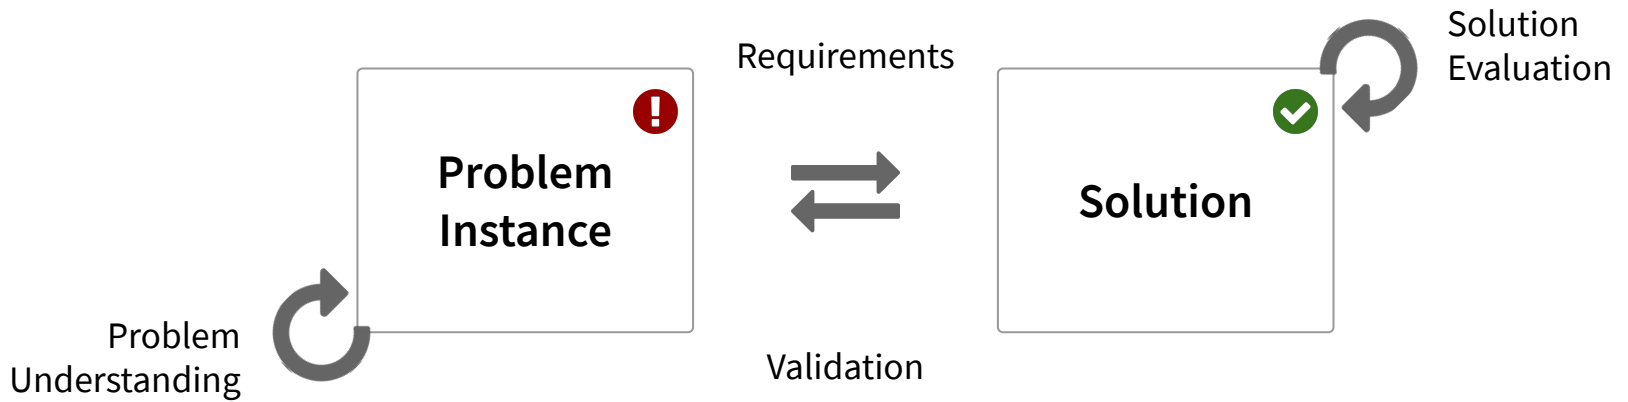 Problem
Instance
Problem
Understanding
Requirements
Validation
Solution
Solution
Evaluation